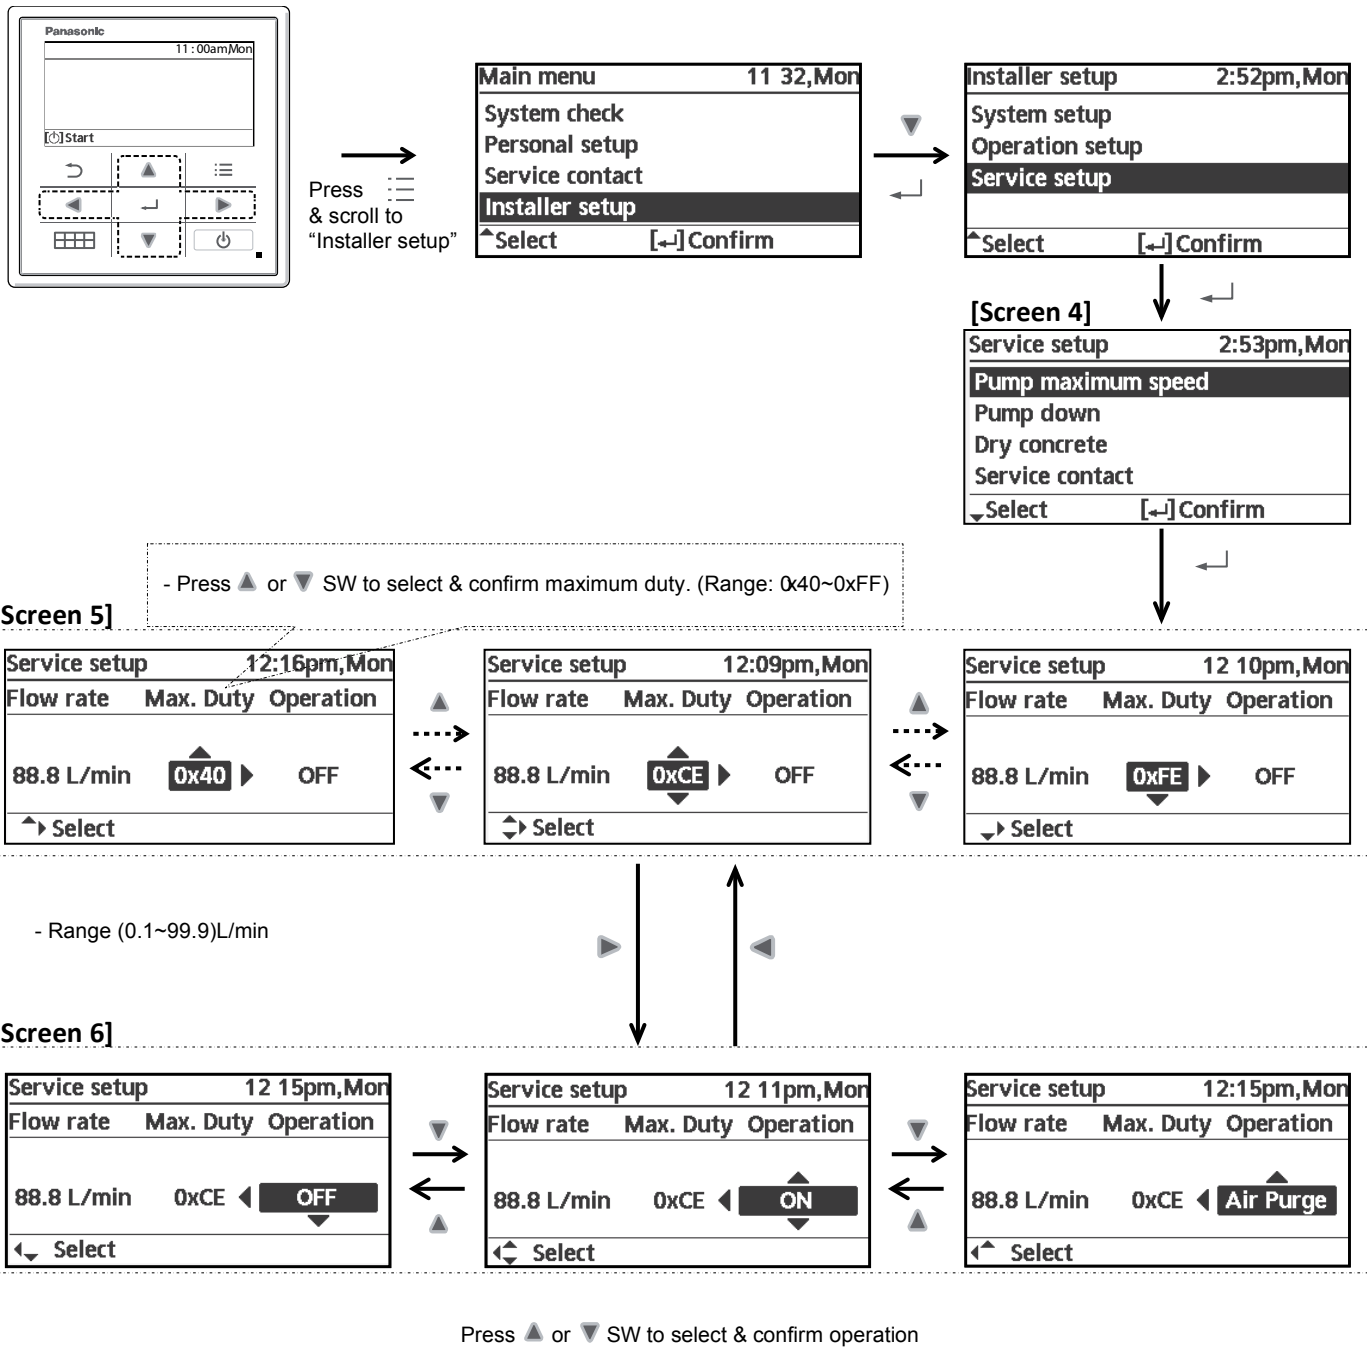 Panasonic
11:00am,Mon
[⏻]Start
Press
& scroll to
“Installer setup”
Main menu 11 32,Mon
System check
Personal setup
Service contact
Installer setup
Select [↵]Confirm
Installer setup 2:52pm,Mon
System setup
Operation setup
Service setup
Select [↵]Confirm
[Screen 4]
Service setup 2:53pm,Mon
Pump maximum speed
Pump down
Dry concrete
Service contact
Select [↵]Confirm
- Press ▲ or ▼ SW to select & confirm maximum duty. (Range: 0x40~0xFF)
Screen 5]
Service setup 12:16pm,Mon
Flow rate Max. Duty Operation
88.8 L/min 0x40 OFF
Select
Service setup 12:09pm,Mon
Flow rate Max. Duty Operation
88.8 L/min 0xCE OFF
Select
Service setup 12 10pm,Mon
Flow rate Max. Duty Operation
88.8 L/min 0xFE OFF
Select
- Range (0.1~99.9)L/min
Screen 6]
Service setup 12 15pm,Mon
Flow rate Max. Duty Operation
88.8 L/min 0xCE OFF
Select
Service setup 12 11pm,Mon
Flow rate Max. Duty Operation
88.8 L/min 0xCE ON
Select
Service setup 12:15pm,Mon
Flow rate Max. Duty Operation
88.8 L/min 0xCE Air Purge
Select
Press ▲ or ▼ SW to select & confirm operation